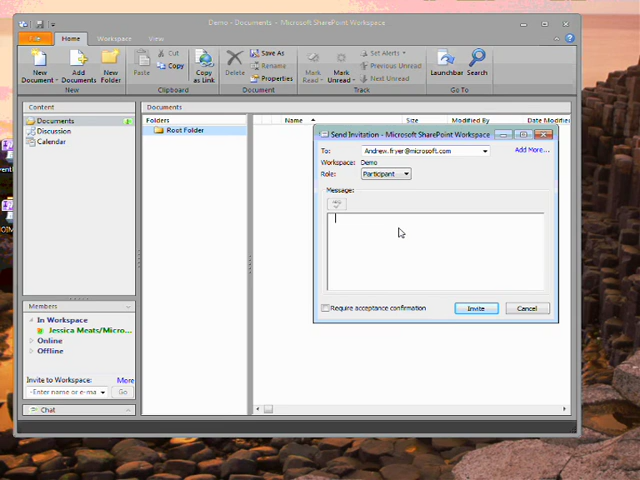 Demo - Documents - Microsoft SharePoint Workspace
File
Home
Workspace
View
New
Document
Add
Documents
New
Folder
Paste
Cut
Copy
Copy
as Link
Delete
Save As
Rename
Properties
Mark
Read
Mark
Unread
Set Alerts
Previous Unread
Next Unread
Launchbar
Search
New
Clipboard
Document
Track
Go To
Content
Documents
Discussion
Calendar
Documents
Folders
Root Folder
Name
Size
Modified By
Date Modified
Send Invitation - Microsoft SharePoint Workspace
To:
Andrew.fryer@microsoft.com
Add More...
Workspace: Demo
Role: Participant
Message:
Require acceptance confirmation
Invite
Cancel
Members
In Workspace
Jessica Meats/Micro...
Online
Offline
Invite to Workspace:
More
-Enter name or e-ma
Go
Chat